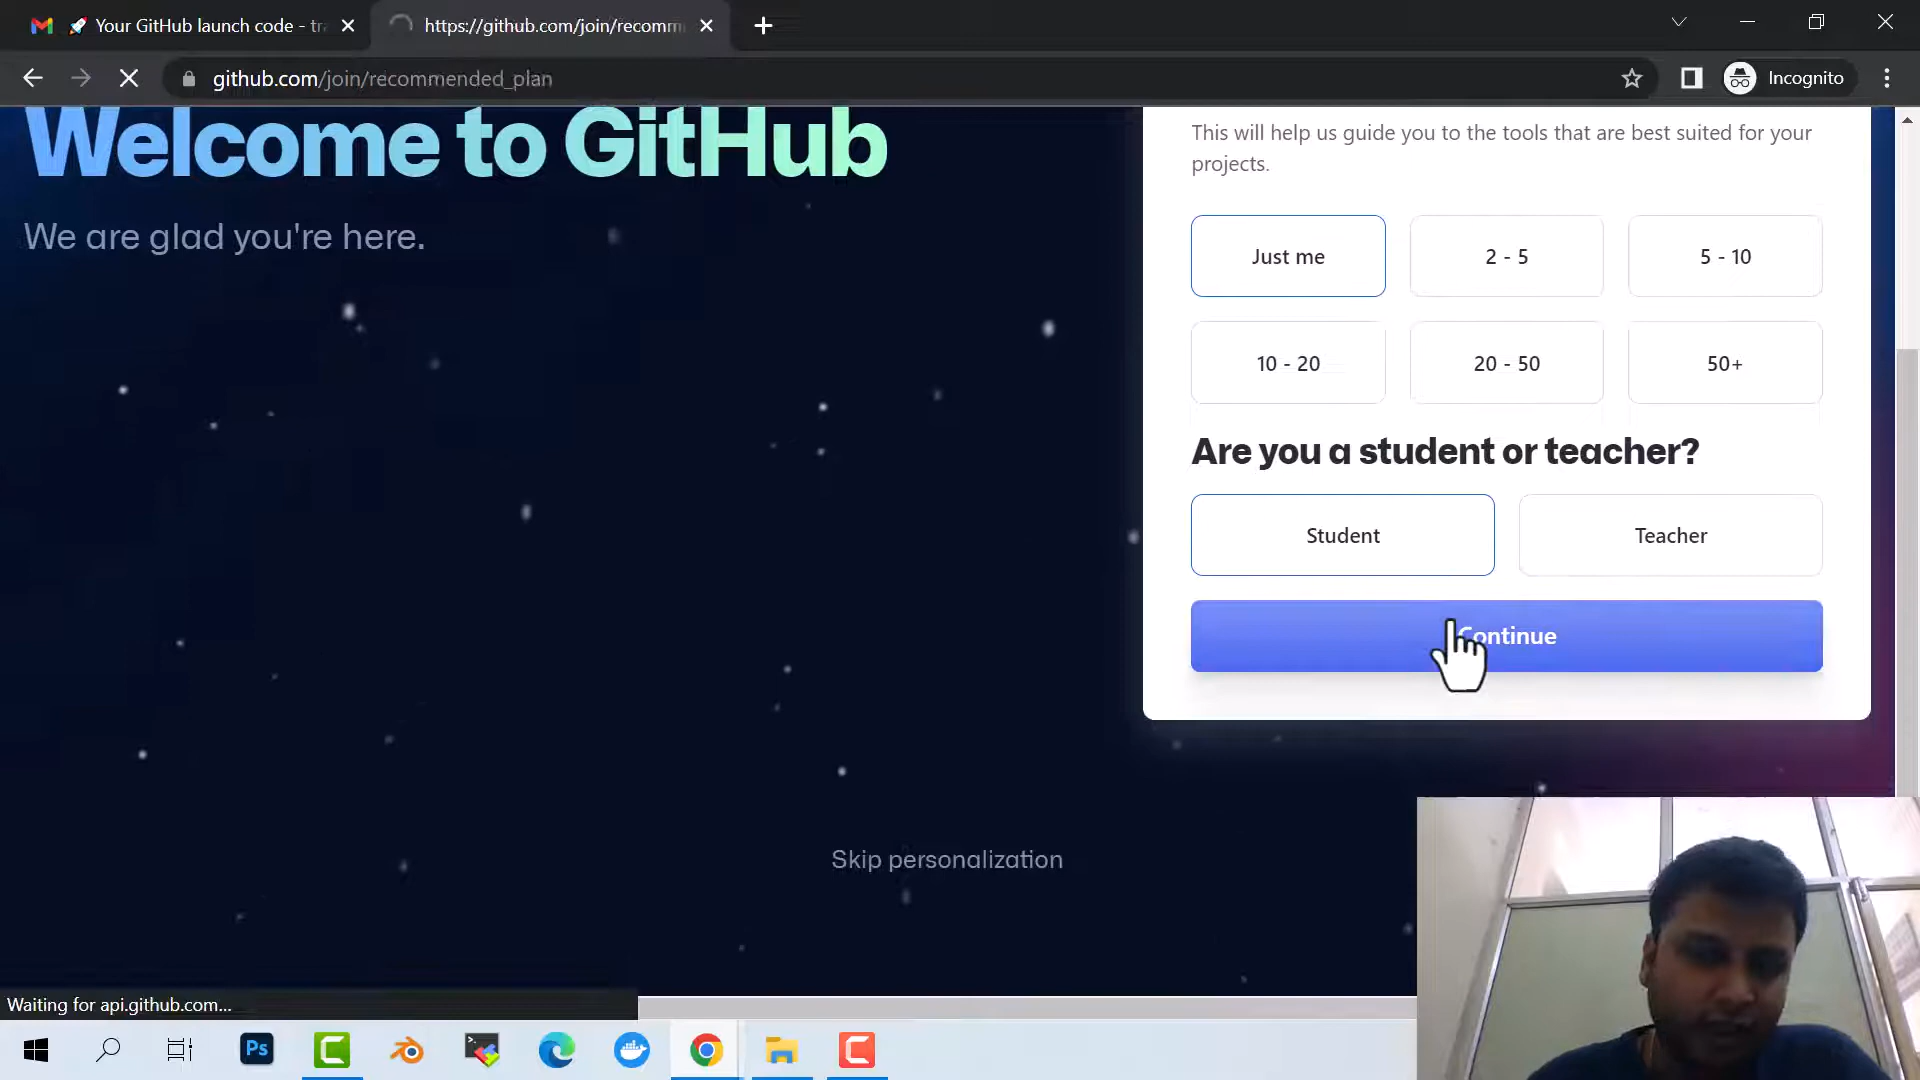 🚀 Your GitHub launch code - tr
https://github.com/join/recomm
github.com/join/recommended_plan
Incognito
Welcome to GitHub
We are glad you're here.
This will help us guide you to the tools that are best suited for your
projects.
Just me
2 - 5
5 - 10
10 - 20
20 - 50
50+
Are you a student or teacher?
Student
Teacher
Continue
Skip personalization
Waiting for api.github.com...
Ps